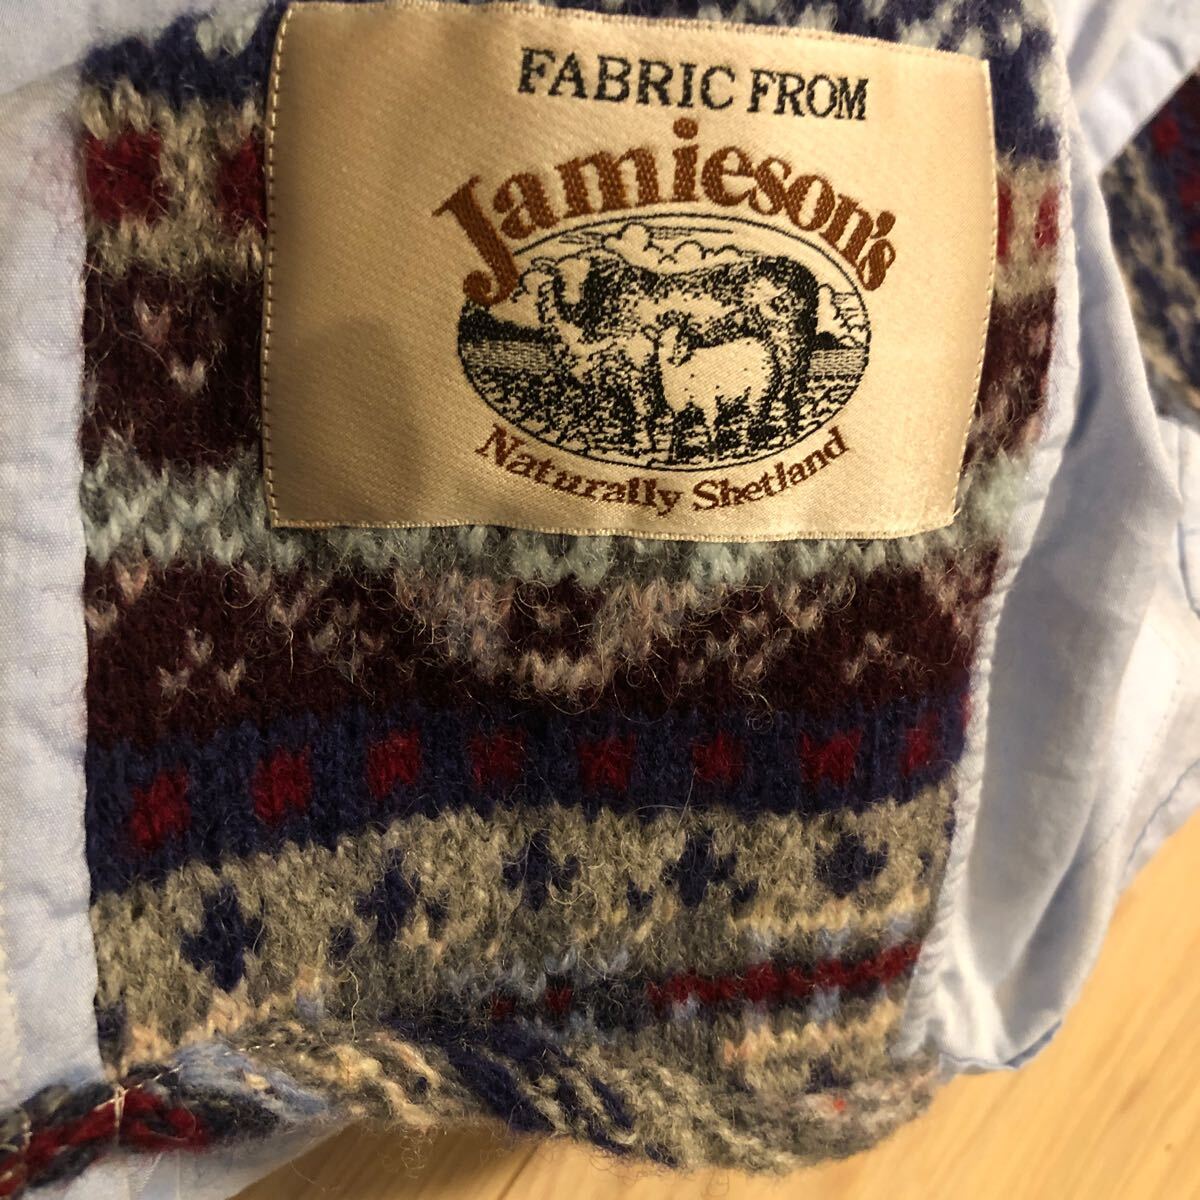 FABRIC FROM
Jamieson's
Naturally Shetland